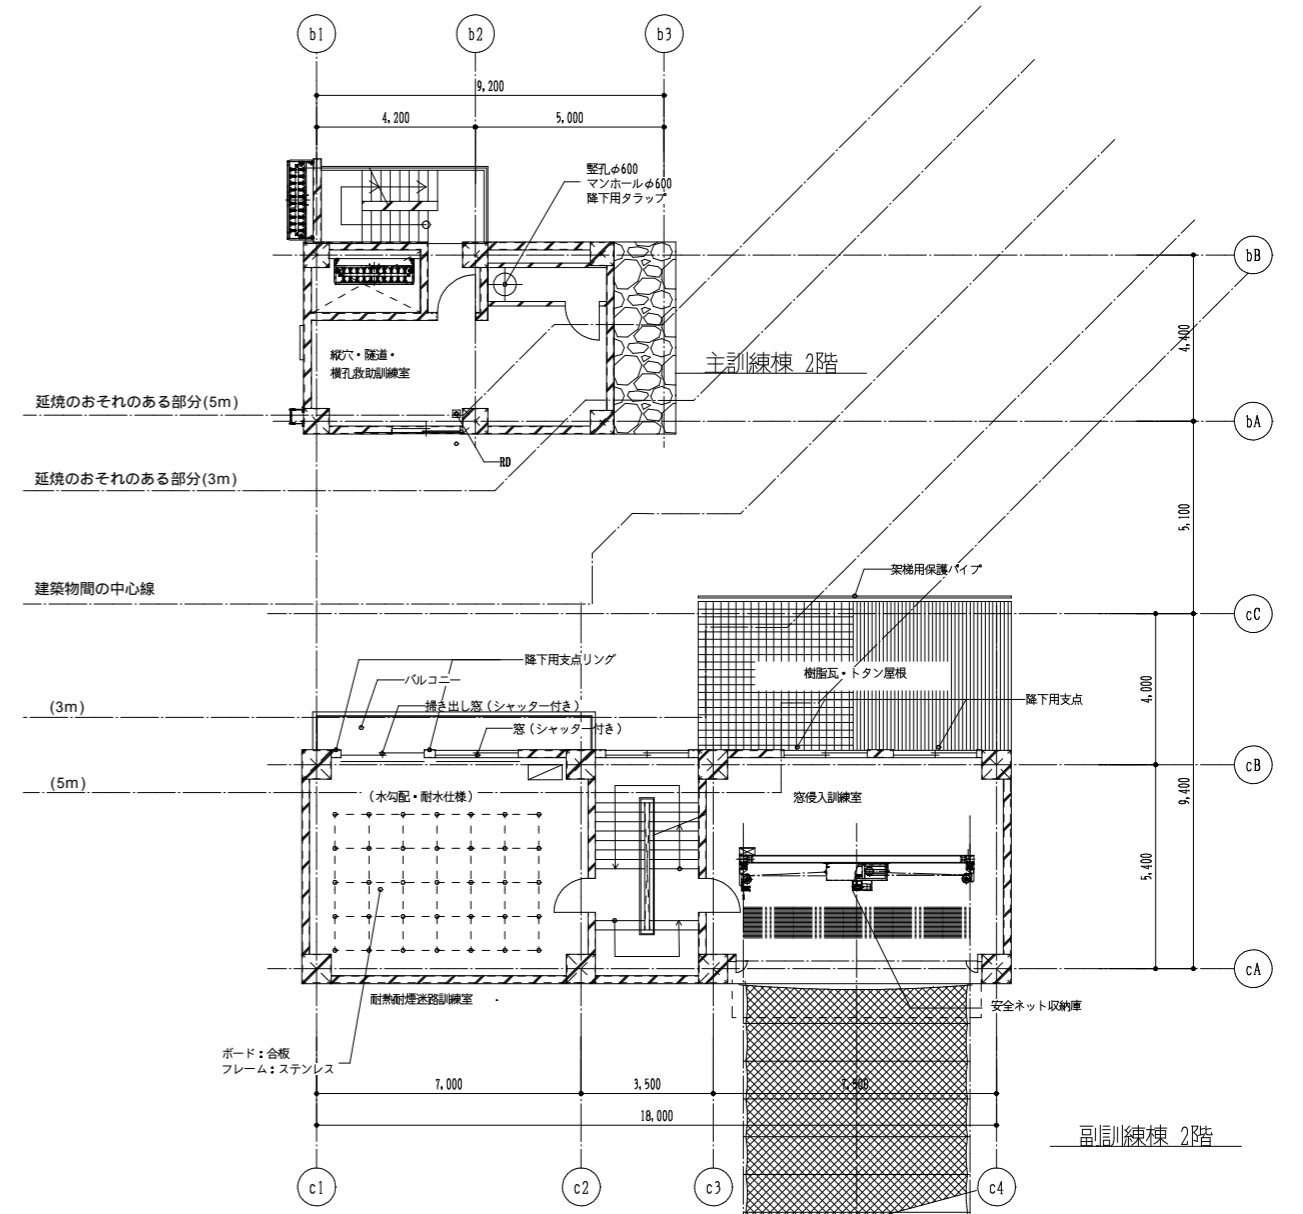 b1
b2
b3
9,200
4,200
5,000
竪孔φ600
マンホールφ600
降下用タラップ
bB
4,400
主訓練棟 2階
縦穴・隧道・
横孔救助訓練室
延焼のおそれのある部分(5m)
bA
RD
延焼のおそれのある部分(3m)
5,100
架梯用保護パイプ
建築物間の中心線
cC
降下用支点リング
樹脂瓦・トタン屋根
バルコニー
4,000
降下用支点
(3m)
掃き出し窓(シャッター付き)
窓(シャッター付き)
cB
(5m)
9,400
(水勾配・耐水仕様)
窓侵入訓練室
5,400
cA
耐熱耐煙迷路訓練室
安全ネット収納庫
ボード:合板
フレーム:ステンレス
7,000
3,500
7,500
18,000
副訓練棟 2階
c1
c2
c3
c4